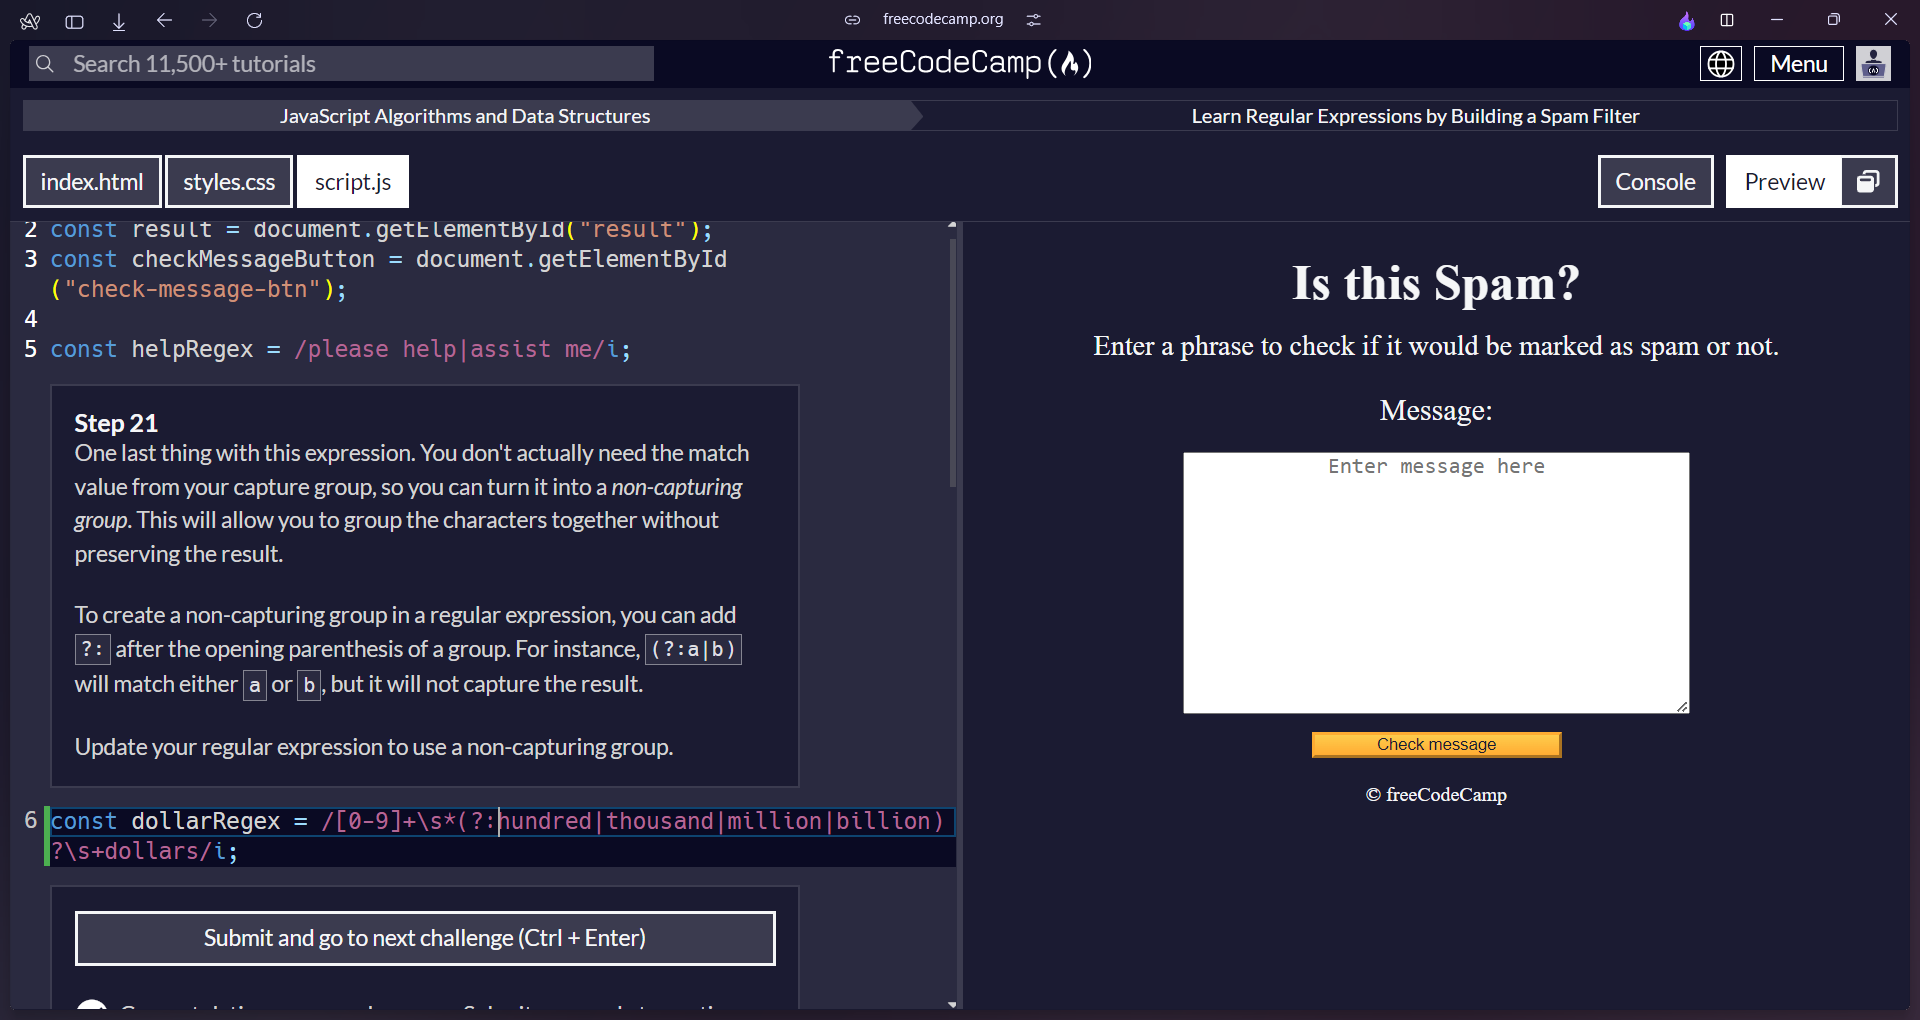 freecodecamp.org
Search 11,500+ tutorials
freeCodeCamp(🔥)
Menu
JavaScript Algorithms and Data Structures
Learn Regular Expressions by Building a Spam Filter
index.html
styles.css
script.js
Console
Preview
2 const result = document.getElementById("result");
3 const checkMessageButton = document.getElementById
("check-message-btn");
4
5 const helpRegex = /please help|assist me/i;
Step 21
One last thing with this expression. You don't actually need the match
value from your capture group, so you can turn it into a non-capturing
group. This will allow you to group the characters together without
preserving the result.
To create a non-capturing group in a regular expression, you can add
?: after the opening parenthesis of a group. For instance, (?:a|b)
will match either a or b, but it will not capture the result.
Update your regular expression to use a non-capturing group.
6 const dollarRegex = /[0-9]+\s*(?:hundred|thousand|million|billion)
?\s+dollars/i;
Submit and go to next challenge (Ctrl + Enter)
Is this Spam?
Enter a phrase to check if it would be marked as spam or not.
Message:
Enter message here
Check message
© freeCodeCamp